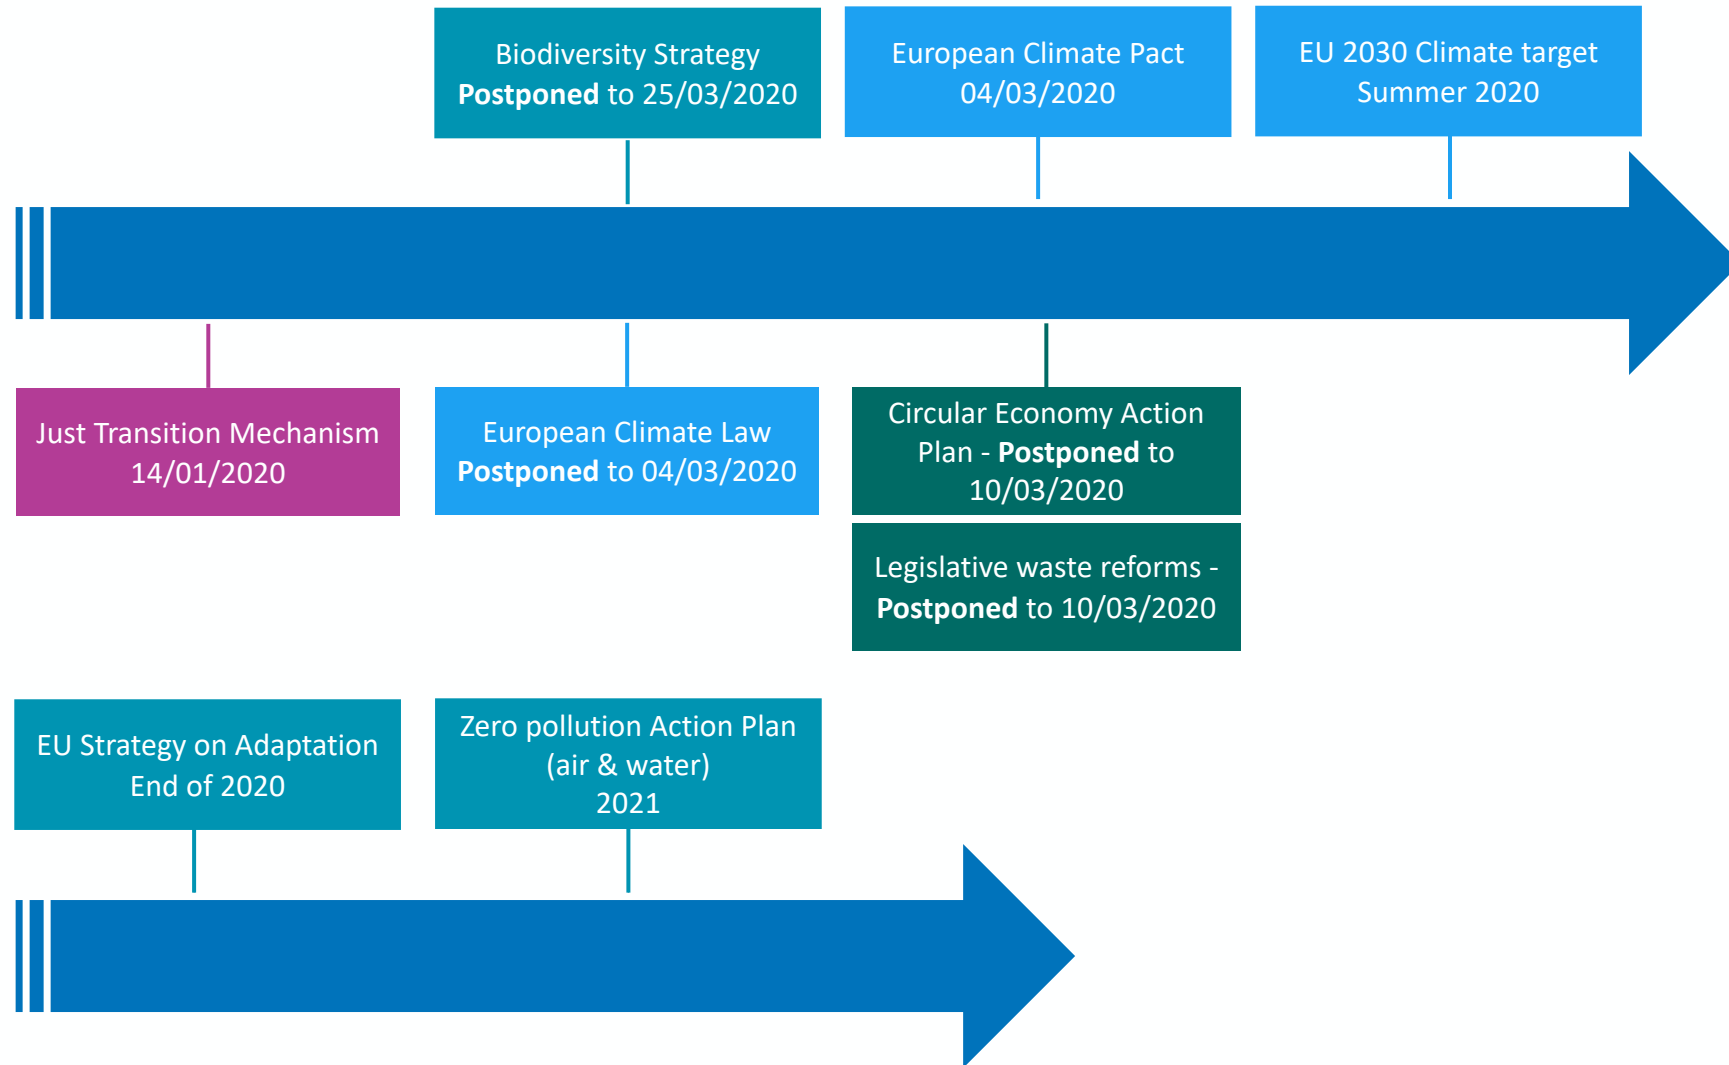 Biodiversity Strategy
Postponed to 25/03/2020
European Climate Pact
04/03/2020
EU 2030 Climate target
Summer 2020
Just Transition Mechanism
14/01/2020
European Climate Law
Postponed to 04/03/2020
Circular Economy Action
Plan - Postponed to
10/03/2020
Legislative waste reforms -
Postponed to 10/03/2020
EU Strategy on Adaptation
End of 2020
Zero pollution Action Plan
(air & water)
2021